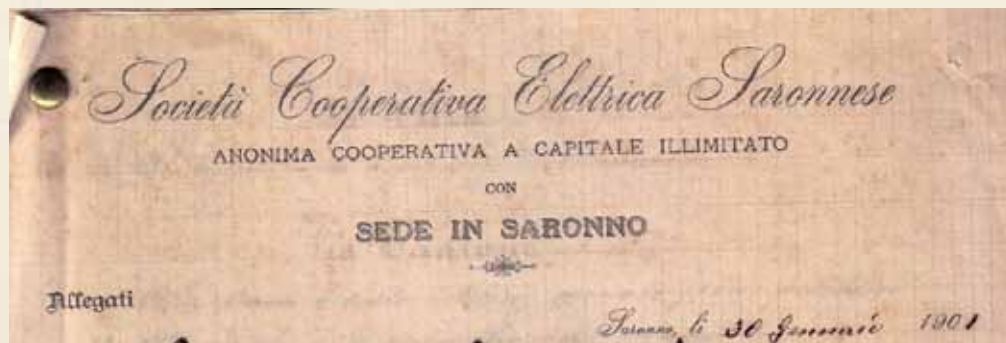 Società Cooperativa Elettrica Saronnese
ANONIMA COOPERATIVA A CAPITALE ILLIMITATO
CON
SEDE IN SARONNO
Allegati
Saronno, li 30 Gennaio 1901